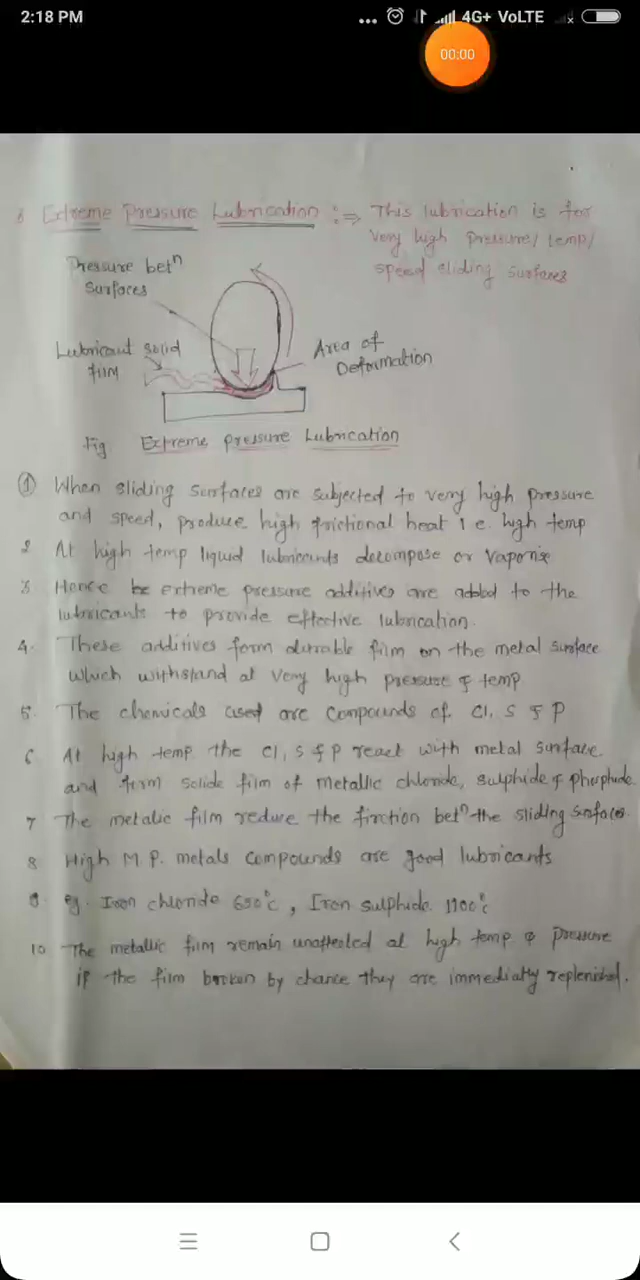 2:18 PM
... 4G+ VoLTE
00:00
Extreme Pressure Lubrication :⇒ This lubrication is for
very high pressure/temp/
speed sliding surfaces
Pressure betⁿ
surfaces
Lubricant solid
film
Area of
Deformation
Fig Extreme pressure Lubrication
① When sliding surfaces are subjected to very high pressure
and speed, produce high frictional heat i.e. high temp
2 At high temp liquid lubricants decompose or vaporise
3 Hence extreme pressure additives are added to the
lubricants to provide effective lubrication.
4. These additives form durable film on the metal surface
which withstand at very high pressure & temp
5. The chemicals used are compounds of Cl, S & P
6 At high temp the Cl, S & P react with metal surface
and form solide film of metallic chloride, sulphide & phosphide.
7 The metalic film reduce the firction betⁿ the sliding surfaces.
8 High M.P. metals compounds are good lubricants
9. eg. Iron chloride 650°c, Iron sulphide 1100°c
10 The metallic film remain unaffected at high temp & pressure
if the film broken by chance they are immediatly replenished.